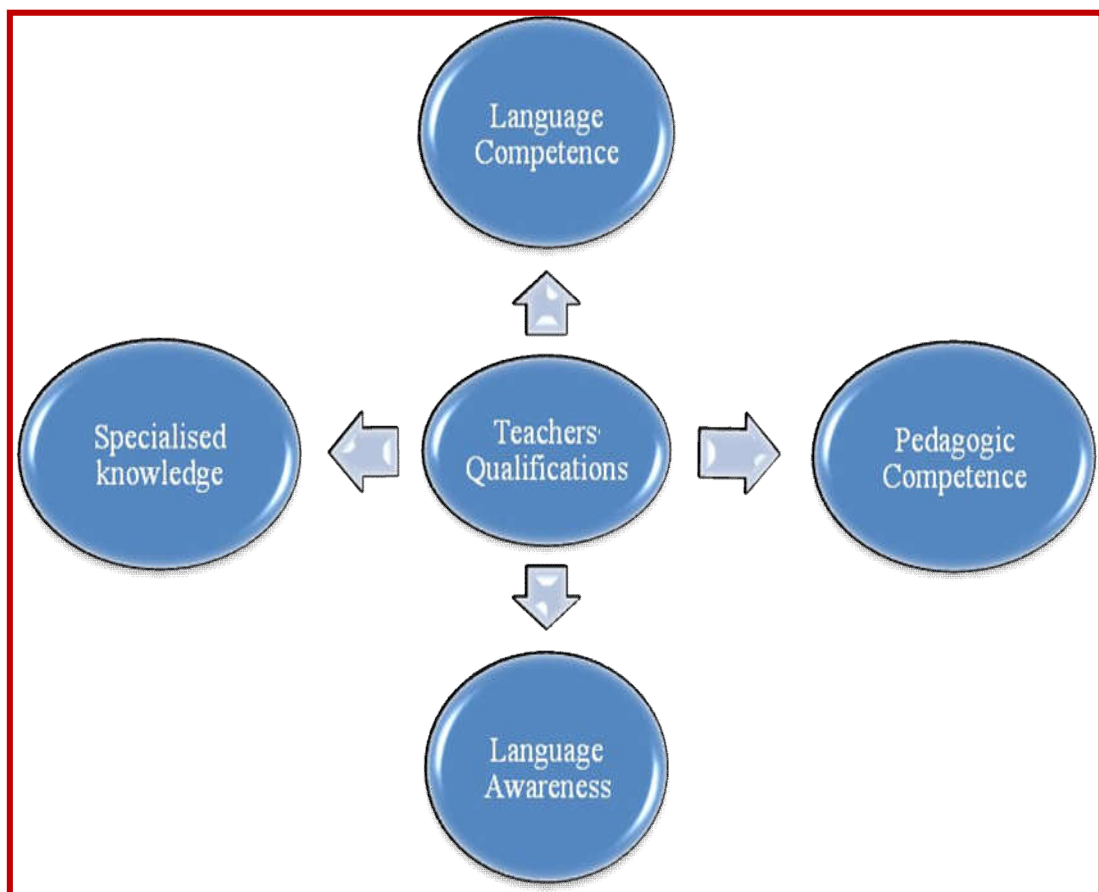 Language
Competence
Specialised
knowledge
Teachers'
Qualifications
Pedagogic
Competence
Language
Awareness